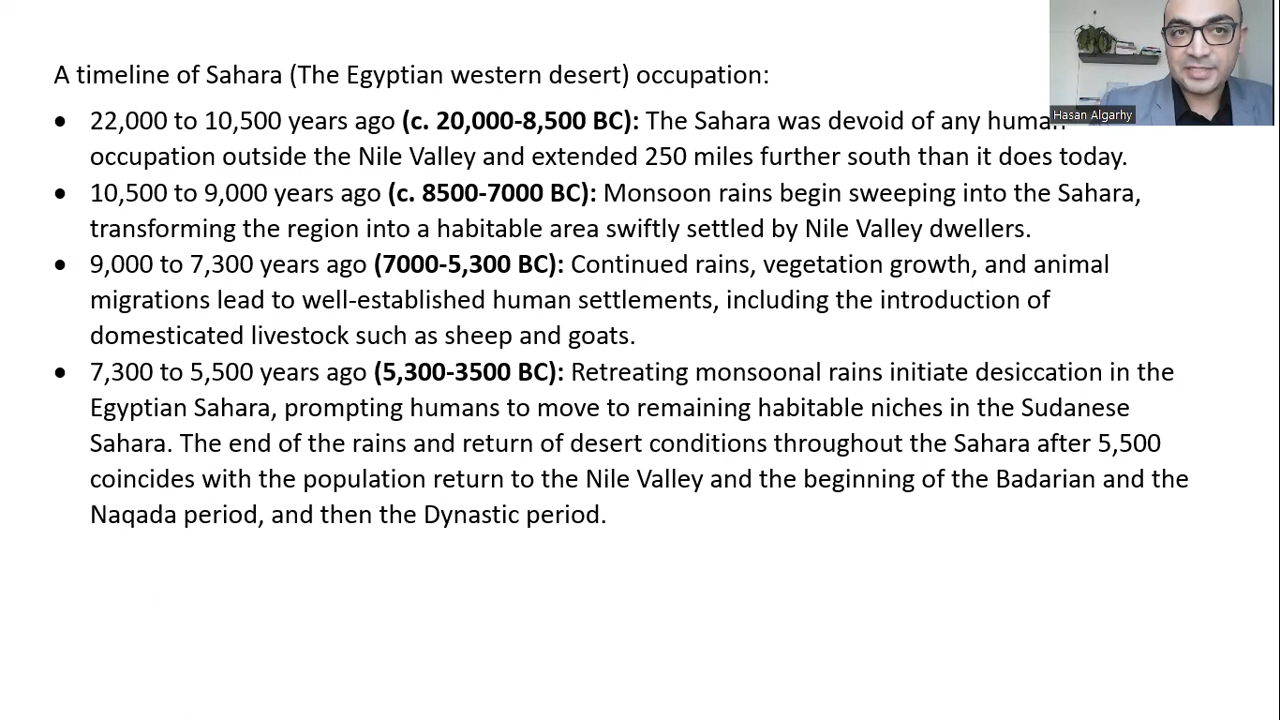 A timeline of Sahara (The Egyptian western desert) occupation:
• 22,000 to 10,500 years ago (c. 20,000-8,500 BC): The Sahara was devoid of any human
occupation outside the Nile Valley and extended 250 miles further south than it does today.
• 10,500 to 9,000 years ago (c. 8500-7000 BC): Monsoon rains begin sweeping into the Sahara,
transforming the region into a habitable area swiftly settled by Nile Valley dwellers.
• 9,000 to 7,300 years ago (7000-5,300 BC): Continued rains, vegetation growth, and animal
migrations lead to well-established human settlements, including the introduction of
domesticated livestock such as sheep and goats.
• 7,300 to 5,500 years ago (5,300-3500 BC): Retreating monsoonal rains initiate desiccation in the
Egyptian Sahara, prompting humans to move to remaining habitable niches in the Sudanese
Sahara. The end of the rains and return of desert conditions throughout the Sahara after 5,500
coincides with the population return to the Nile Valley and the beginning of the Badarian and the
Naqada period, and then the Dynastic period.
Hasan Algarhy